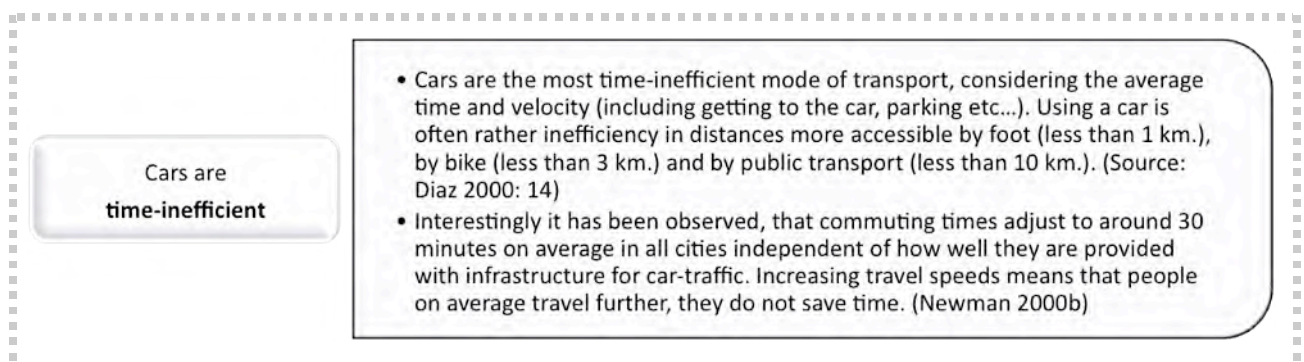 Cars are
time-inefficient
• Cars are the most time-inefficient mode of transport, considering the average
time and velocity (including getting to the car, parking etc...). Using a car is
often rather inefficiency in distances more accessible by foot (less than 1 km.),
by bike (less than 3 km.) and by public transport (less than 10 km.). (Source:
Diaz 2000: 14)
• Interestingly it has been observed, that commuting times adjust to around 30
minutes on average in all cities independent of how well they are provided
with infrastructure for car-traffic. Increasing travel speeds means that people
on average travel further, they do not save time. (Newman 2000b)